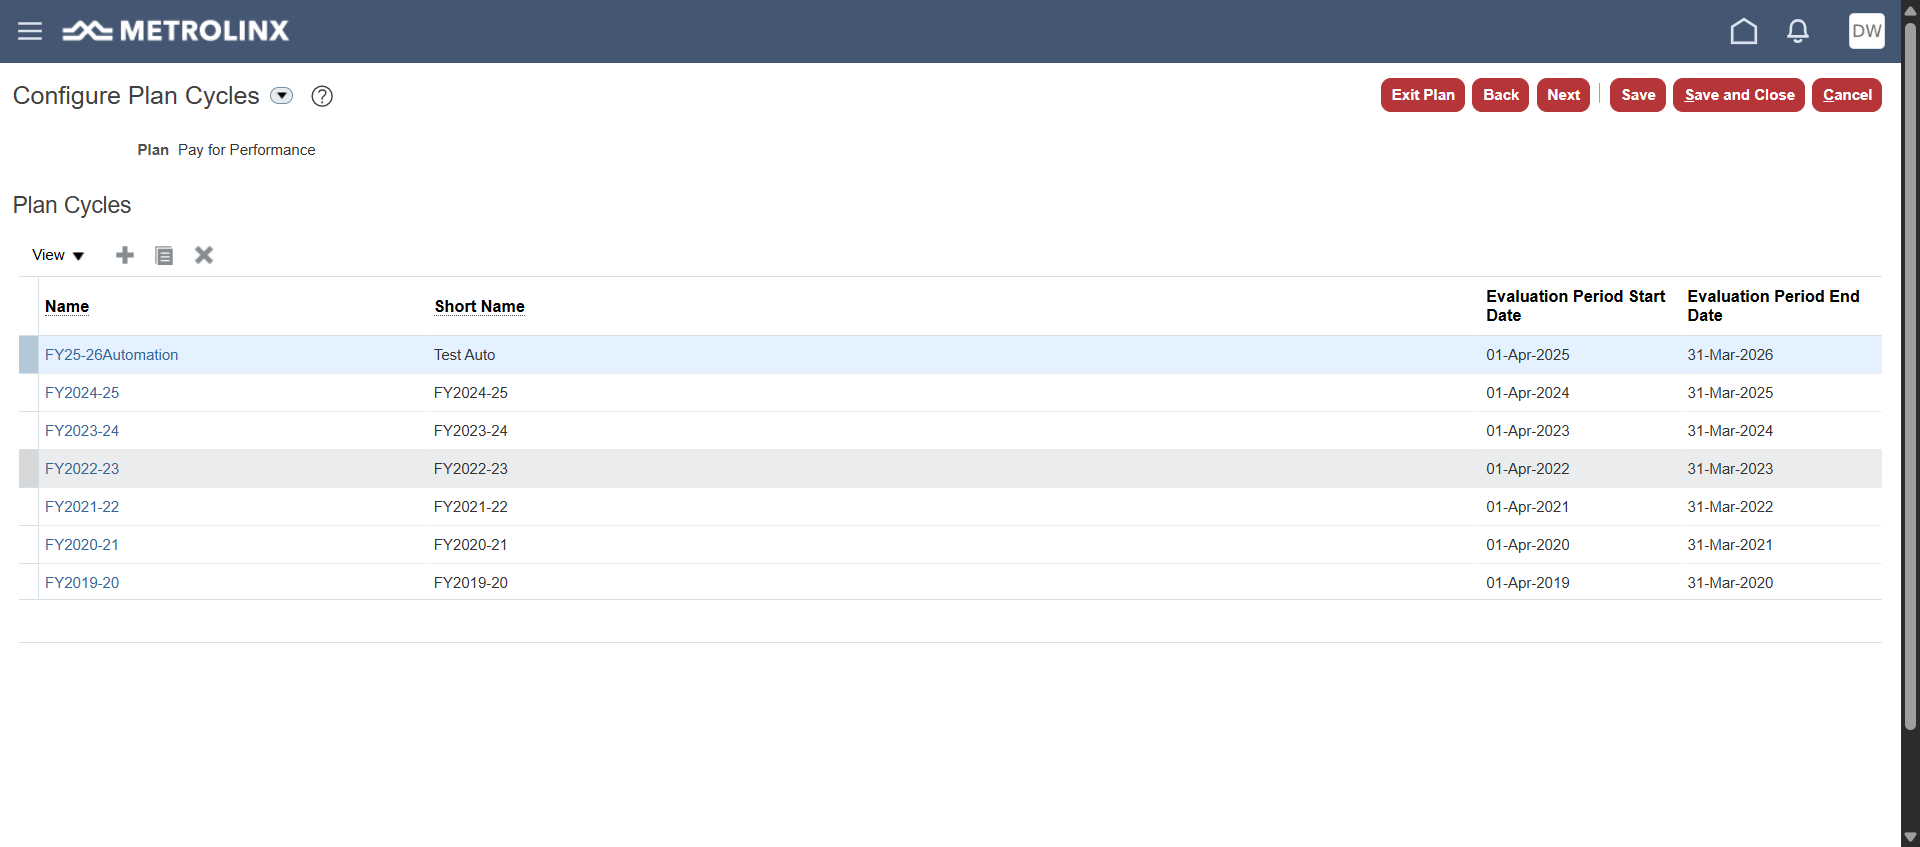 METROLINX
DW
Configure Plan Cycles
Exit Plan Back Next Save Save and Close Cancel
Plan Pay for Performance
Plan Cycles
View
Name Short Name Evaluation Period Start Date Evaluation Period End Date
FY25-26Automation Test Auto 01-Apr-2025 31-Mar-2026
FY2024-25 FY2024-25 01-Apr-2024 31-Mar-2025
FY2023-24 FY2023-24 01-Apr-2023 31-Mar-2024
FY2022-23 FY2022-23 01-Apr-2022 31-Mar-2023
FY2021-22 FY2021-22 01-Apr-2021 31-Mar-2022
FY2020-21 FY2020-21 01-Apr-2020 31-Mar-2021
FY2019-20 FY2019-20 01-Apr-2019 31-Mar-2020